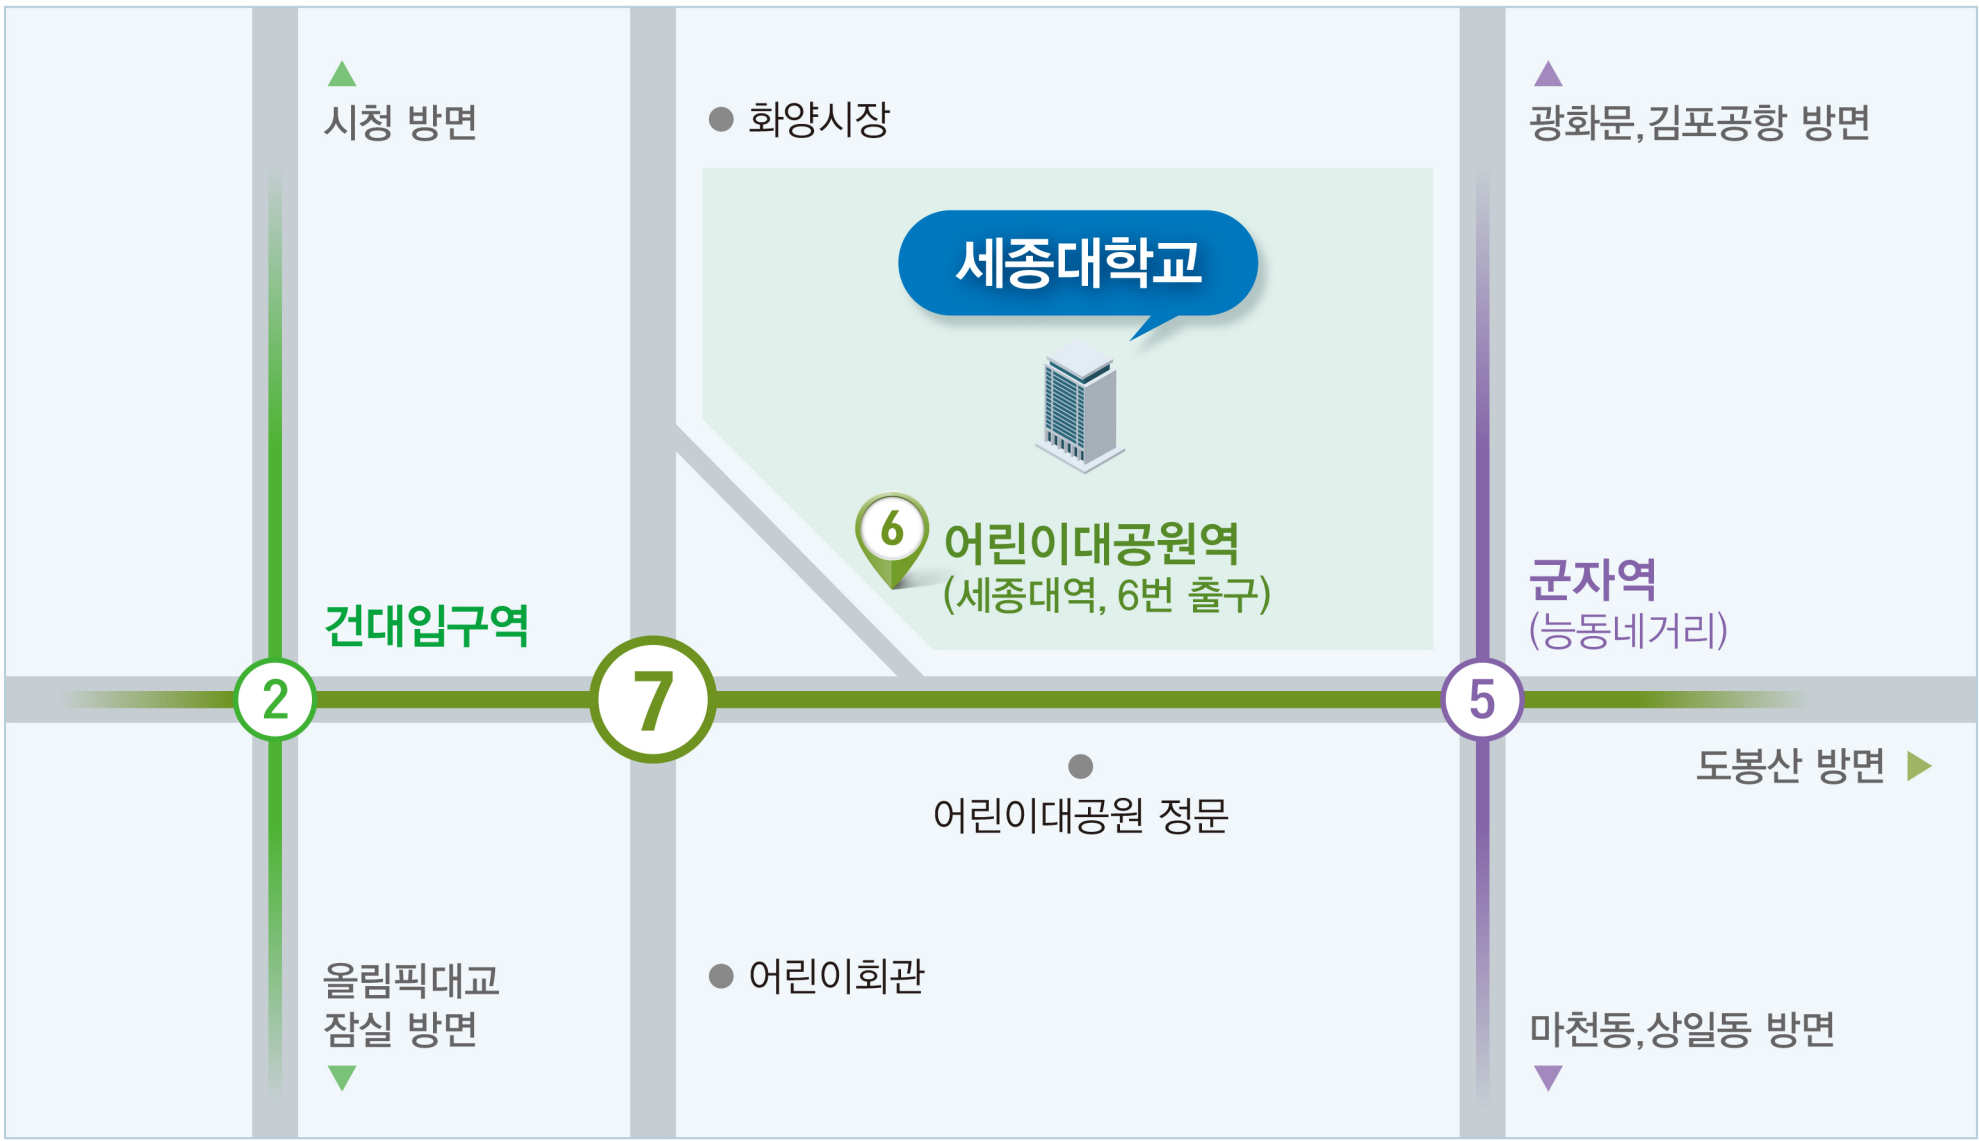 시청 방면
화양시장
광화문,김포공항 방면
세종대학교
6
어린이대공원역
(세종대역, 6번 출구)
군자역
(능동네거리)
건대입구역
2
7
5
도봉산 방면
어린이대공원 정문
올림픽대교
잠실 방면
어린이회관
마천동,상일동 방면